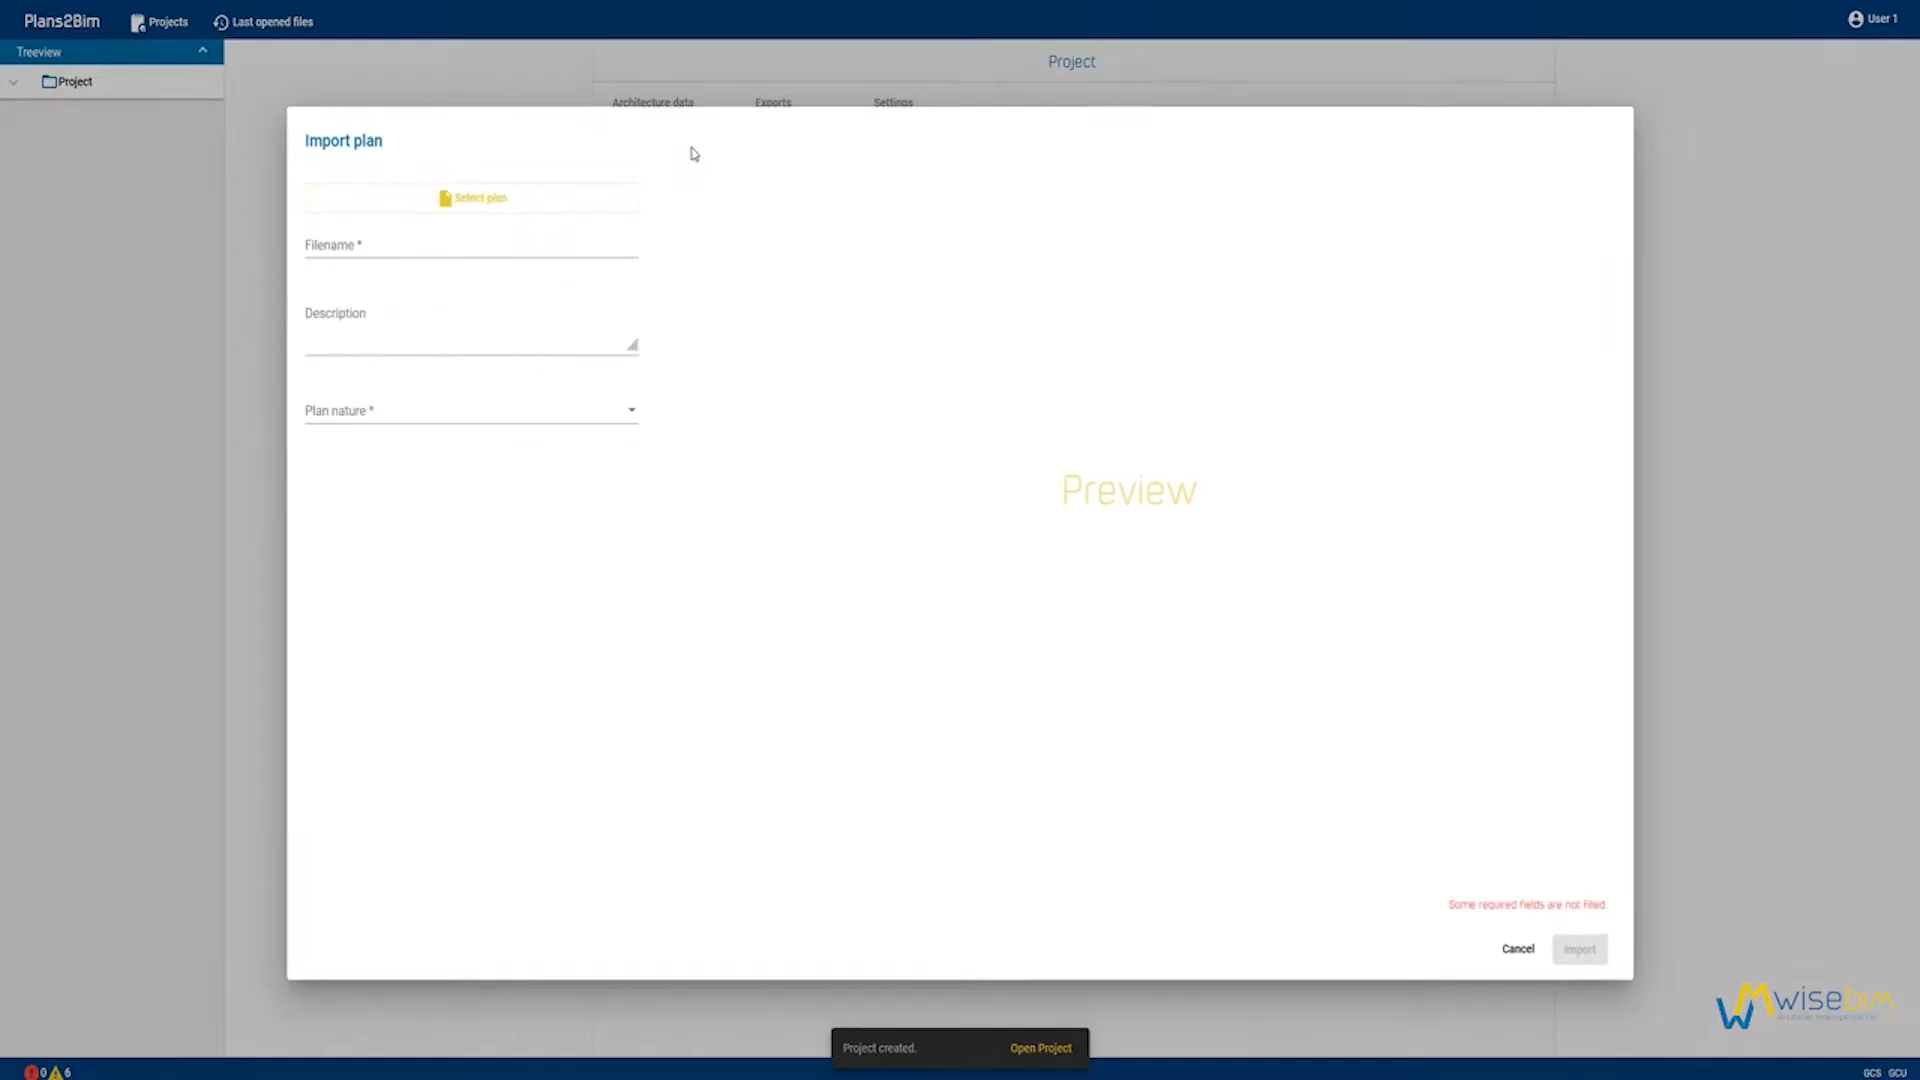 Plans2Bim Projects Last opened files User 1
Treeview
Project
Project
Architecture data Exports Settings
Import plan
Select plan
Filename *
Description
Plan nature *
Preview
Some required fields are not filled.
Cancel Import
wisebim
Project created. Open Project
0 6 GCS GCU